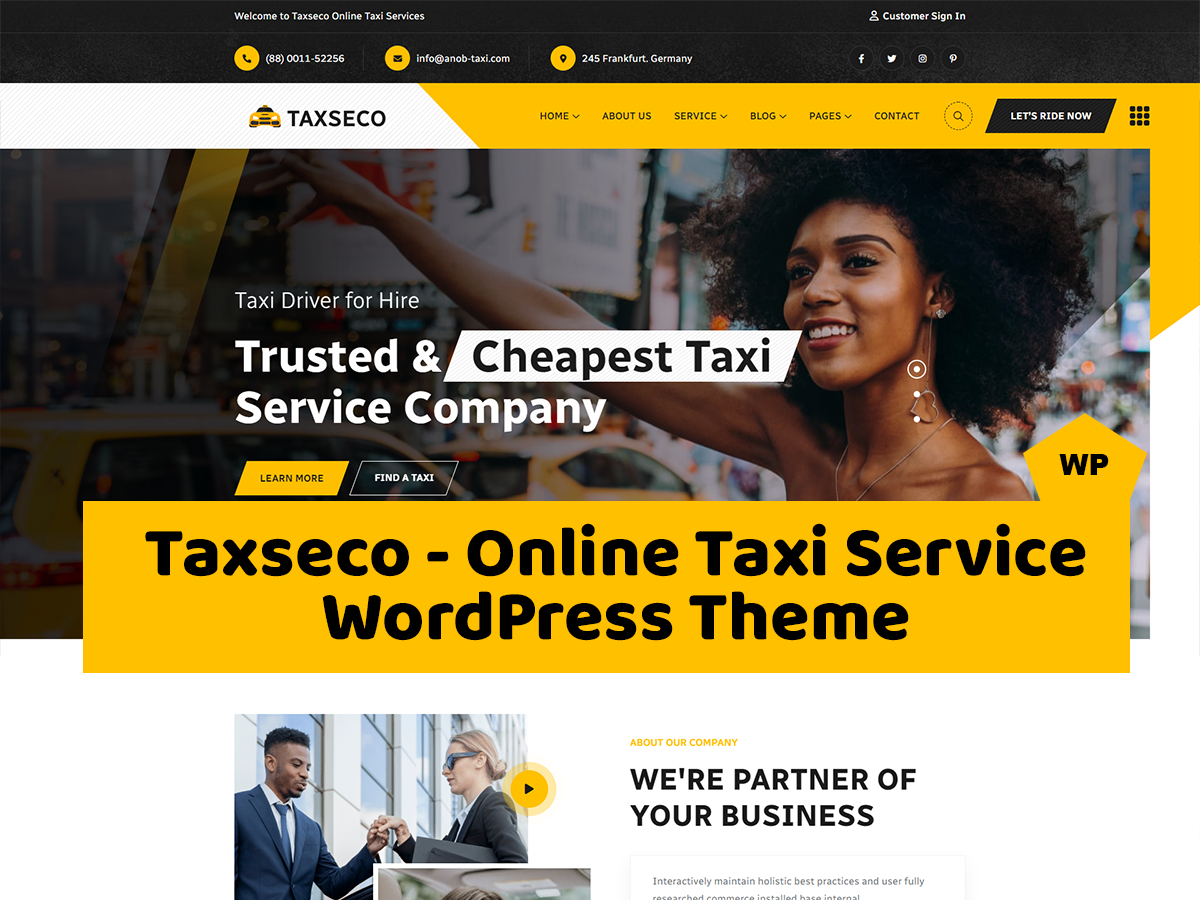 Welcome to Taxseco Online Taxi Services
Customer Sign In
(88) 0011-52256
info@anob-taxi.com
245 Frankfurt. Germany
TAXSECO
HOME
ABOUT US
SERVICE
BLOG
PAGES
CONTACT
LET'S RIDE NOW
Taxi Driver for Hire
Trusted & Cheapest Taxi
Service Company
LEARN MORE
FIND A TAXI
WP
Taxseco - Online Taxi Service
WordPress Theme
ABOUT OUR COMPANY
WE'RE PARTNER OF
YOUR BUSINESS
Interactively maintain holistic best practices and user fully
researched commerce installed base internal